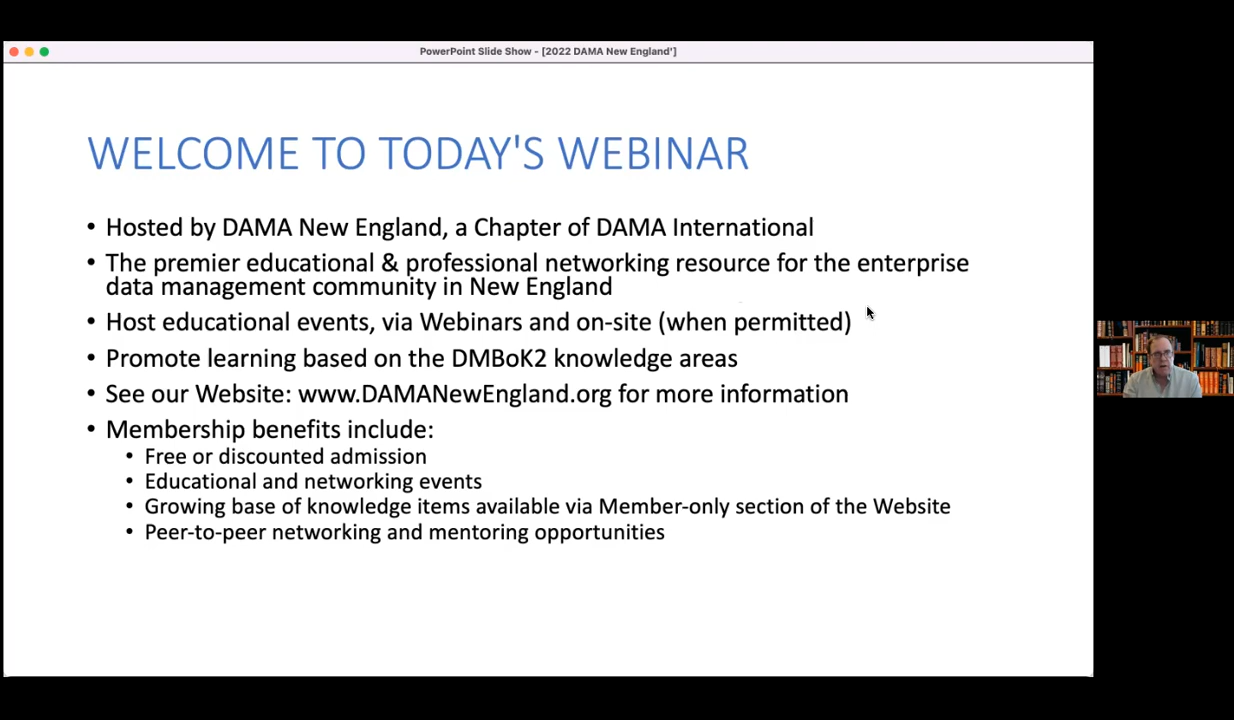 PowerPoint Slide Show - [2022 DAMA New England']
WELCOME TO TODAY'S WEBINAR
• Hosted by DAMA New England, a Chapter of DAMA International
• The premier educational & professional networking resource for the enterprise
data management community in New England
• Host educational events, via Webinars and on-site (when permitted)
• Promote learning based on the DMBoK2 knowledge areas
• See our Website: www.DAMANewEngland.org for more information
• Membership benefits include:
• Free or discounted admission
• Educational and networking events
• Growing base of knowledge items available via Member-only section of the Website
• Peer-to-peer networking and mentoring opportunities